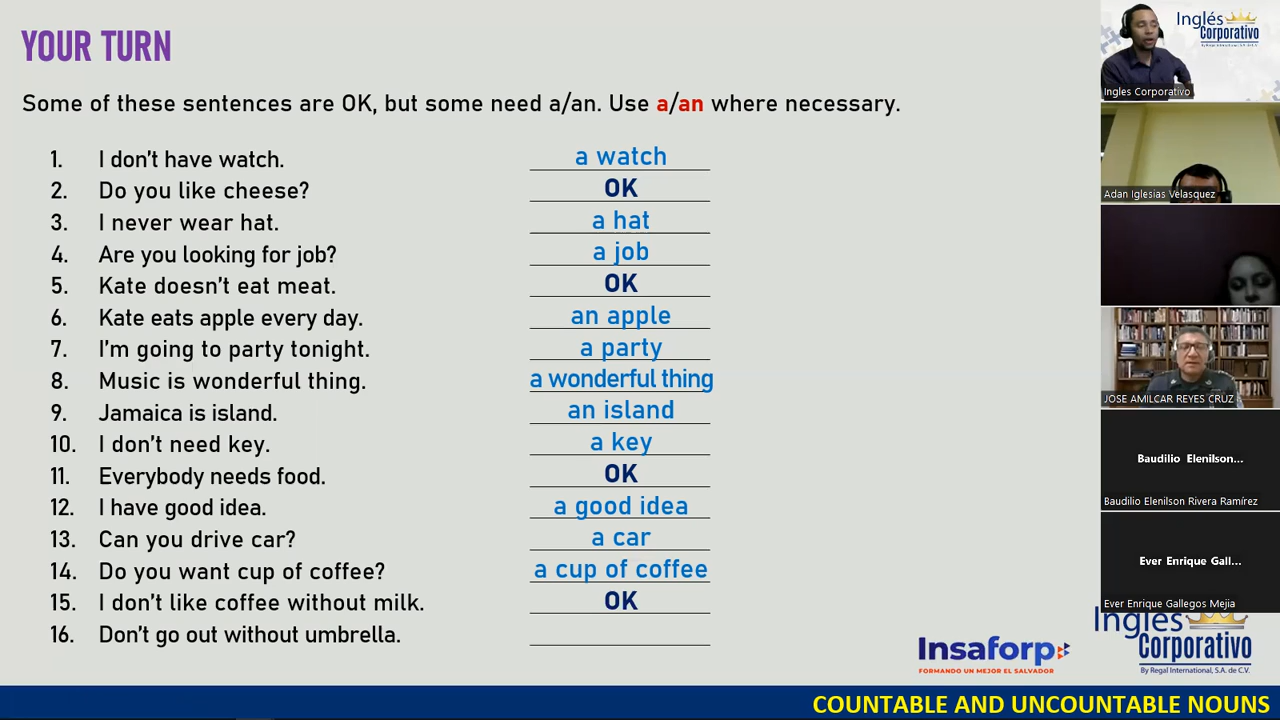 YOUR TURN
Some of these sentences are OK, but some need a/an. Use a/an where necessary.
1. I don't have watch. a watch
2. Do you like cheese? OK
3. I never wear hat. a hat
4. Are you looking for job? a job
5. Kate doesn't eat meat. OK
6. Kate eats apple every day. an apple
7. I'm going to party tonight. a party
8. Music is wonderful thing. a wonderful thing
9. Jamaica is island. an island
10. I don't need key. a key
11. Everybody needs food. OK
12. I have good idea. a good idea
13. Can you drive car? a car
14. Do you want cup of coffee? a cup of coffee
15. I don't like coffee without milk. OK
16. Don't go out without umbrella.
Insaforp
FORMANDO UN MEJOR EL SALVADOR
Inglés
Corporativo
By Regal International, S.A. de C.V.
COUNTABLE AND UNCOUNTABLE NOUNS
Inglés
Corporativo
By Regal International, S.A. de C.V.
Ingles Corporativo
Adan Iglesias Velasquez
JOSE AMILCAR REYES CRUZ
Baudilio Elenilson...
Baudilio Elenilson Rivera Ramírez
Ever Enrique Gall...
Ever Enrique Gallegos Mejia